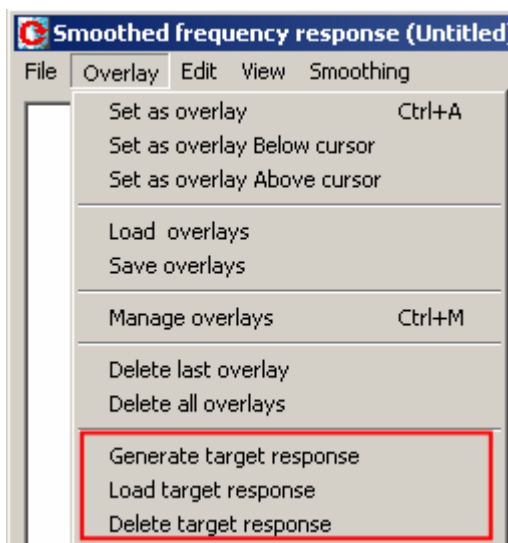 Smoothed frequency response (Untitled)
File Overlay Edit View Smoothing
Set as overlay Ctrl+A
Set as overlay Below cursor
Set as overlay Above cursor
Load overlays
Save overlays
Manage overlays Ctrl+M
Delete last overlay
Delete all overlays
Generate target response
Load target response
Delete target response